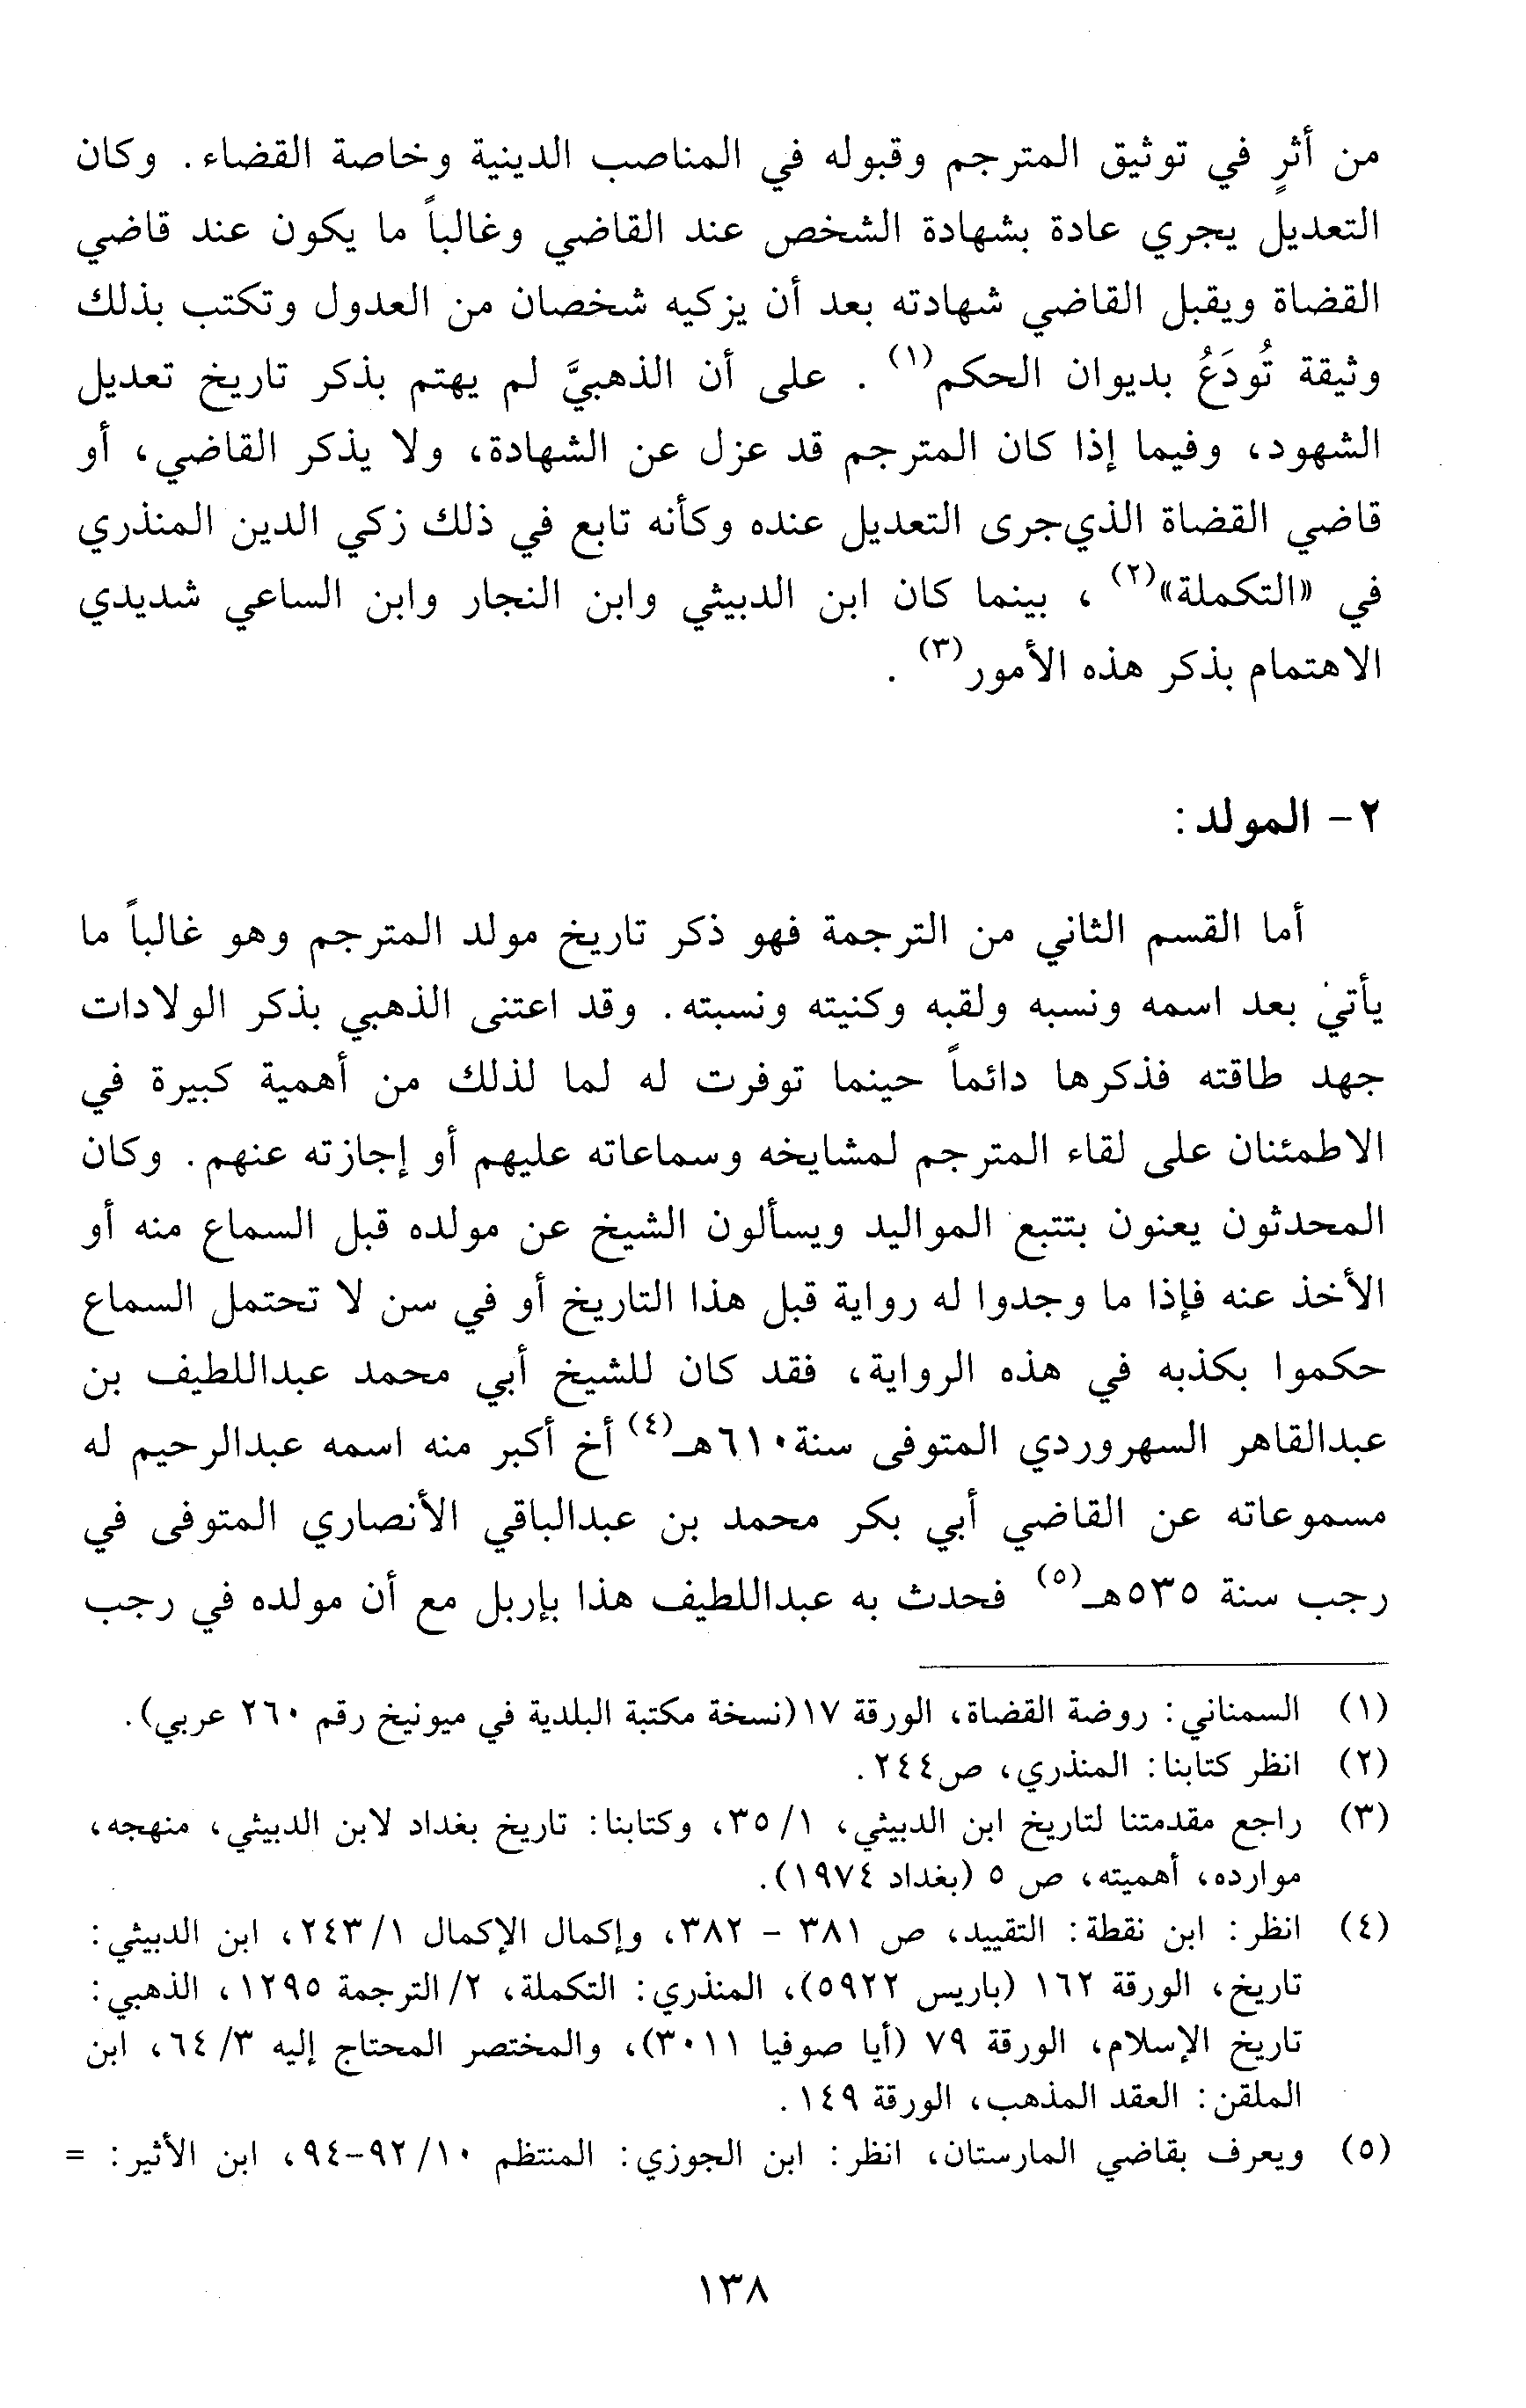 من أثرٍ في توثيق المترجم وقبوله في المناصب الدينية وخاصة القضاء. وكان
التعديل يجري عادة بشهادة الشخص عند القاضي وغالباً ما يكون عند قاضي
القضاة ويقبل القاضي شهادته بعد أن يزكيه شخصان من العدول وتكتب بذلك
وثيقة تُودَعُ بديوان الحكم(١) . على أن الذهبيَّ لم يهتم بذكر تاريخ تعديل
الشهود، وفيما إذا كان المترجم قد عزل عن الشهادة، ولا يذكر القاضي، أو
قاضي القضاة الذي جرى التعديل عنده وكأنه تابع في ذلك زكي الدين المنذري
في «التكملة»(٢) ، بينما كان ابن الدبيثي وابن النجار وابن الساعي شديدي
الاهتمام بذكر هذه الأمور(٣) .
٢ - المولد:
أما القسم الثاني من الترجمة فهو ذكر تاريخ مولد المترجم وهو غالباً ما
يأتي بعد اسمه ونسبه ولقبه وكنيته ونسبته. وقد اعتنى الذهبي بذكر الولادات
جهد طاقته فذكرها دائماً حينما توفرت له لما لذلك من أهمية كبيرة في
الاطمئنان على لقاء المترجم لمشايخه وسماعاته عليهم أو إجازته عنهم. وكان
المحدثون يعنون بتتبع المواليد ويسألون الشيخ عن مولده قبل السماع منه أو
الأخذ عنه فإذا ما وجدوا له رواية قبل هذا التاريخ أو في سن لا تحتمل السماع
حكموا بكذبه في هذه الرواية، فقد كان للشيخ أبي محمد عبداللطيف بن
عبدالقاهر السهروردي المتوفى سنة ٦١٠هـ(٤) أخ أكبر منه اسمه عبدالرحيم له
مسموعاته عن القاضي أبي بكر محمد بن عبدالباقي الأنصاري المتوفى في
رجب سنة ٥٣٥هـ(٥) فحدث به عبداللطيف هذا بإربل مع أن مولده في رجب
(١) السمناني: روضة القضاة، الورقة ١٧ (نسخة مكتبة البلدية في ميونيخ رقم ٢٦٠ عربي).
(٢) انظر كتابنا: المنذري، ص٢٤٤.
(٣) راجع مقدمتنا لتاريخ ابن الدبيثي، ٣٥/١، وكتابنا: تاريخ بغداد لابن الدبيثي، منهجه،
موارده، أهميته، ص ٥ (بغداد ١٩٧٤).
(٤) انظر: ابن نقطة: التقييد، ص ٣٨١ - ٣٨٢، وإكمال الإكمال ٢٤٣/١، ابن الدبيثي:
تاريخ، الورقة ١٦٢ (باريس ٥٩٢٢)، المنذري: التكملة، ٢/ الترجمة ١٢٩٥، الذهبي:
تاريخ الإسلام، الورقة ٧٩ (أيا صوفيا ٣٠١١)، والمختصر المحتاج إليه ٦٤/٣، ابن
الملقن: العقد المذهب، الورقة ١٤٩.
(٥) ويعرف بقاضي المارستان، انظر: ابن الجوزي: المنتظم ٩٢/١٠-٩٤، ابن الأثير: =
١٣٨